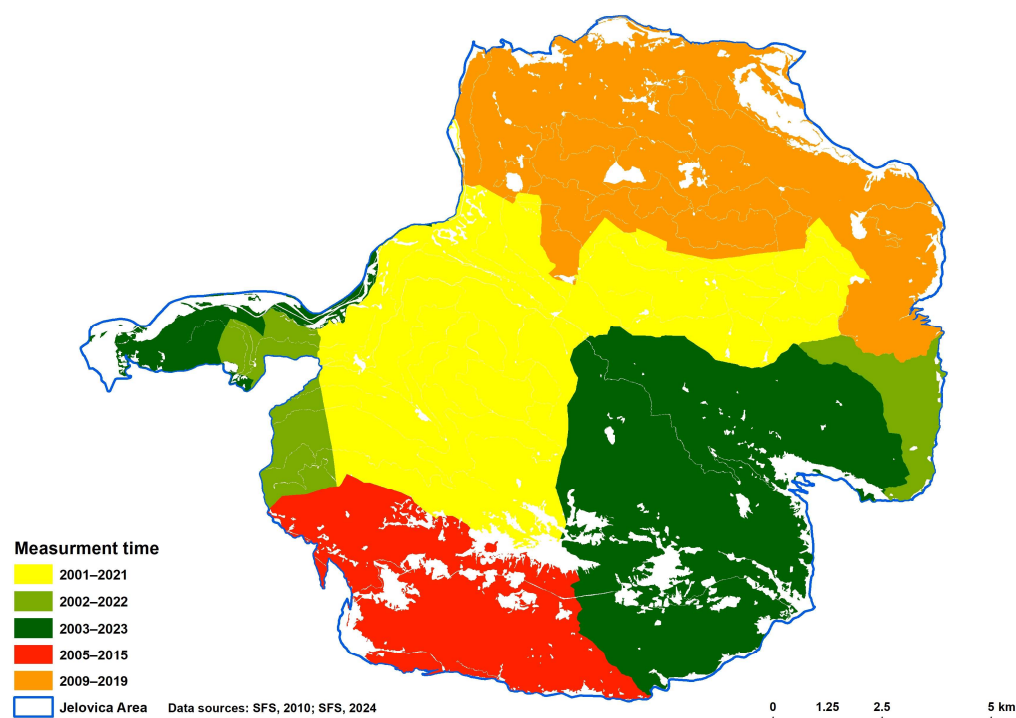 Measurment time
2001–2021
2002–2022
2003–2023
2005–2015
2009–2019
Jelovica Area Data sources: SFS, 2010; SFS, 2024
0 1.25 2.5 5 km